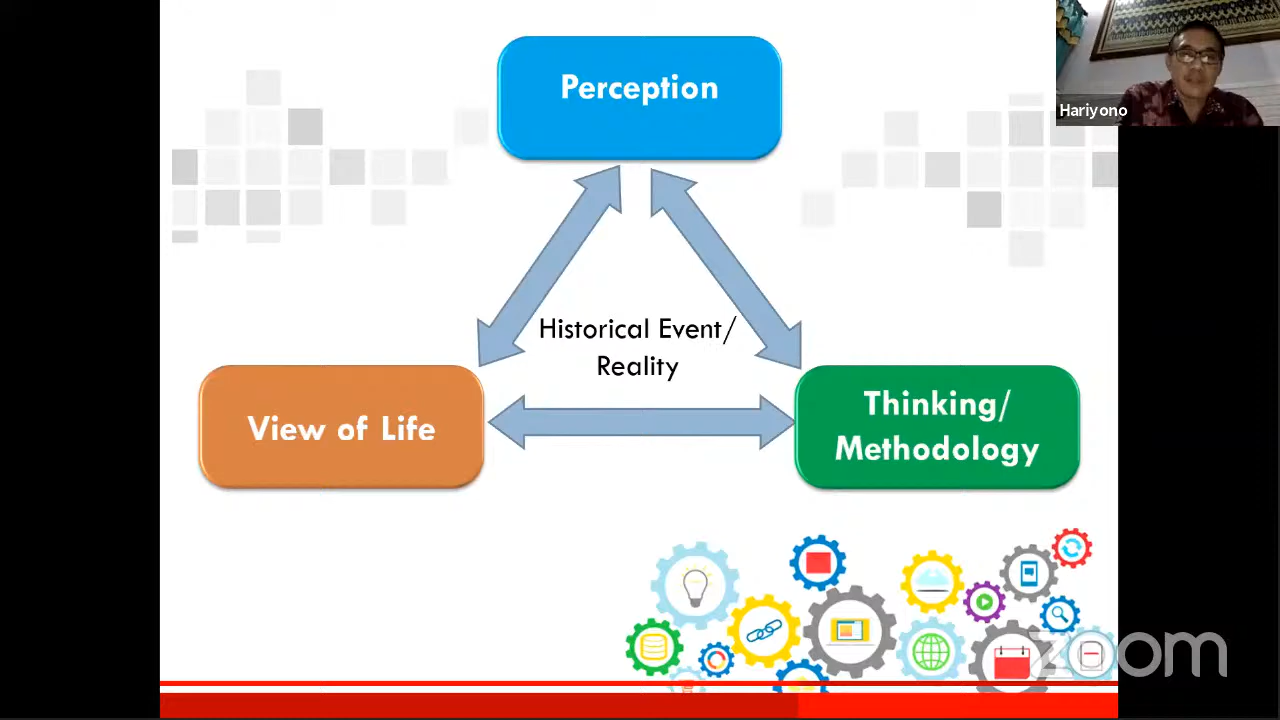 Perception
Hariyono
Historical Event/
Reality
View of Life
Thinking/
Methodology
zoom